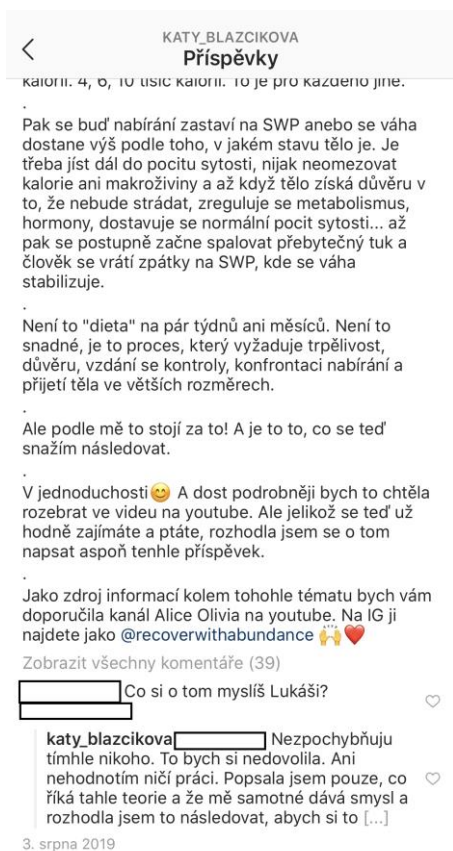 KATY_BLAZCIKOVA
Příspěvky
kalorií. 4, 6, 10 tisíc kalorií. To je pro každého jiné.
.
Pak se buď nabírání zastaví na SWP anebo se váha
dostane výš podle toho, v jakém stavu tělo je. Je
třeba jíst dál do pocitu sytosti, nijak neomezovat
kalorie ani makroživiny a až když tělo získá důvěru v
to, že nebude strádat, zreguluje se metabolismus,
hormony, dostavuje se normální pocit sytosti... až
pak se postupně začne spalovat přebytečný tuk a
člověk se vrátí zpátky na SWP, kde se váha
stabilizuje.
.
Není to "dieta" na pár týdnů ani měsíců. Není to
snadné, je to proces, který vyžaduje trpělivost,
důvěru, vzdání se kontroly, konfrontaci nabírání a
přijetí těla ve větších rozměrech.
.
Ale podle mě to stojí za to! A je to to, co se teď
snažím následovat.
.
V jednoduchosti😊 A dost podrobněji bych to chtěla
rozebrat ve videu na youtube. Ale jelikož se teď už
hodně zajímáte a ptáte, rozhodla jsem se o tom
napsat aspoň tenhle příspěvek.
.
Jako zdroj informací kolem tohohle tématu bych vám
doporučila kanál Alice Olivia na youtube. Na IG ji
najdete jako @recoverwithabundance 🙌❤️
Zobrazit všechny komentáře (39)
Co si o tom myslíš Lukáši?
katy_blazcikova Nezpochybňuju
tímhle nikoho. To bych si nedovolila. Ani
nehodnotím ničí práci. Popsala jsem pouze, co
říká tahle teorie a že mě samotné dává smysl a
rozhodla jsem to následovat, abych si to [...]
3. srpna 2019